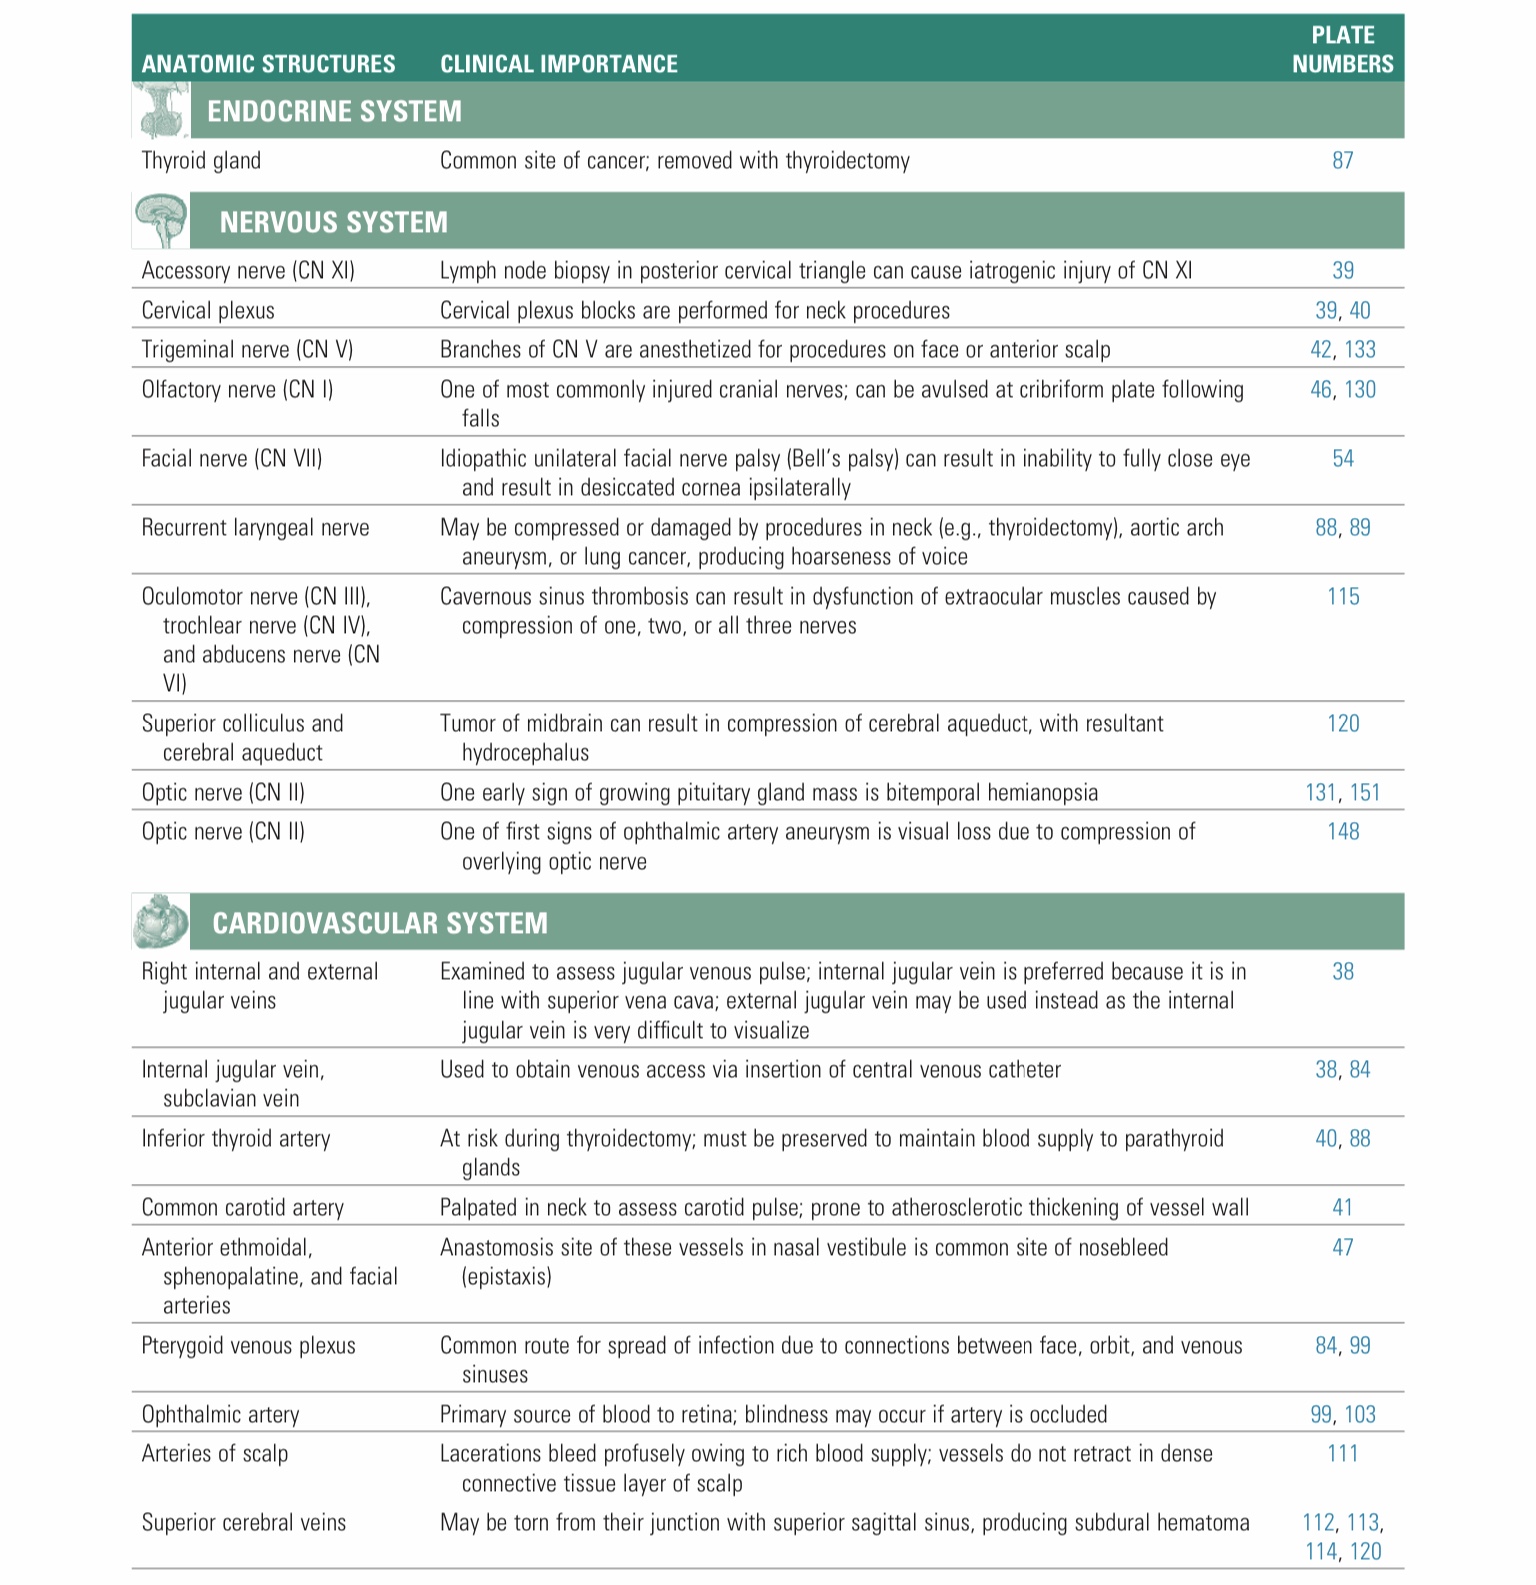 PLATE
ANATOMIC STRUCTURES CLINICAL IMPORTANCE NUMBERS
ENDOCRINE SYSTEM
Thyroid gland Common site of cancer; removed with thyroidectomy 87
NERVOUS SYSTEM
Accessory nerve (CN XI) Lymph node biopsy in posterior cervical triangle can cause iatrogenic injury of CN XI 39
Cervical plexus Cervical plexus blocks are performed for neck procedures 39, 40
Trigeminal nerve (CN V) Branches of CN V are anesthetized for procedures on face or anterior scalp 42, 133
Olfactory nerve (CN I) One of most commonly injured cranial nerves; can be avulsed at cribriform plate following 46, 130
falls
Facial nerve (CN VII) Idiopathic unilateral facial nerve palsy (Bell's palsy) can result in inability to fully close eye 54
and result in desiccated cornea ipsilaterally
Recurrent laryngeal nerve May be compressed or damaged by procedures in neck (e.g., thyroidectomy), aortic arch 88, 89
aneurysm, or lung cancer, producing hoarseness of voice
Oculomotor nerve (CN III), Cavernous sinus thrombosis can result in dysfunction of extraocular muscles caused by 115
trochlear nerve (CN IV), compression of one, two, or all three nerves
and abducens nerve (CN
VI)
Superior colliculus and Tumor of midbrain can result in compression of cerebral aqueduct, with resultant 120
cerebral aqueduct hydrocephalus
Optic nerve (CN II) One early sign of growing pituitary gland mass is bitemporal hemianopsia 131, 151
Optic nerve (CN II) One of first signs of ophthalmic artery aneurysm is visual loss due to compression of 148
overlying optic nerve
CARDIOVASCULAR SYSTEM
Right internal and external Examined to assess jugular venous pulse; internal jugular vein is preferred because it is in 38
jugular veins line with superior vena cava; external jugular vein may be used instead as the internal
jugular vein is very difficult to visualize
Internal jugular vein, Used to obtain venous access via insertion of central venous catheter 38, 84
subclavian vein
Inferior thyroid artery At risk during thyroidectomy; must be preserved to maintain blood supply to parathyroid 40, 88
glands
Common carotid artery Palpated in neck to assess carotid pulse; prone to atherosclerotic thickening of vessel wall 41
Anterior ethmoidal, Anastomosis site of these vessels in nasal vestibule is common site of nosebleed 47
sphenopalatine, and facial (epistaxis)
arteries
Pterygoid venous plexus Common route for spread of infection due to connections between face, orbit, and venous 84, 99
sinuses
Ophthalmic artery Primary source of blood to retina; blindness may occur if artery is occluded 99, 103
Arteries of scalp Lacerations bleed profusely owing to rich blood supply; vessels do not retract in dense 111
connective tissue layer of scalp
Superior cerebral veins May be torn from their junction with superior sagittal sinus, producing subdural hematoma 112, 113,
114, 120